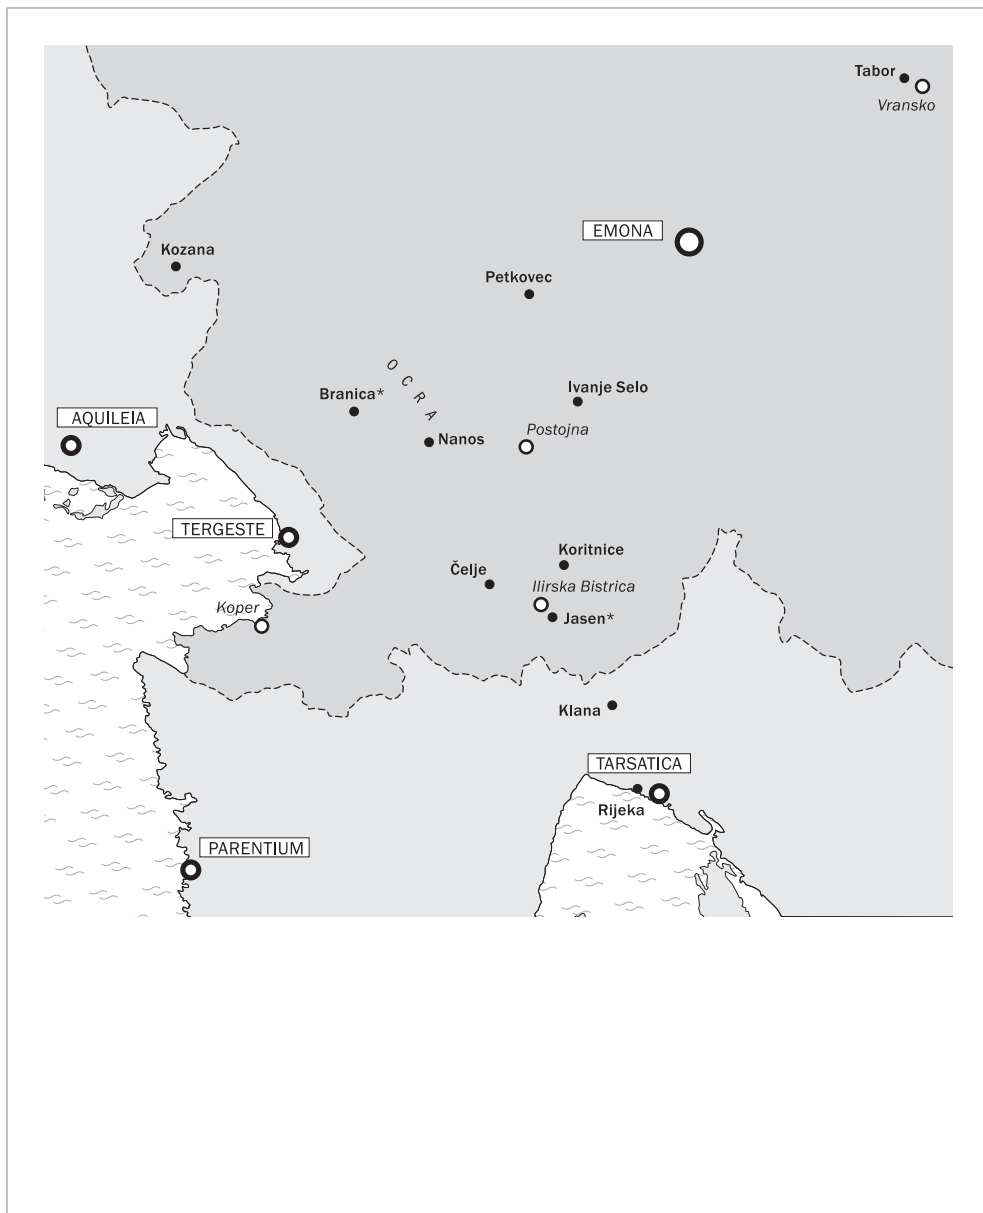 Tabor
Vransko
EMONA
Kozana
Petkovec
OCRA
Branica*
Ivanje Selo
AQUILEIA
Postojna
Nanos
TERGESTE
Koritnice
Čelje
Ilirska Bistrica
Koper
Jasen*
Klana
TARSATICA
Rijeka
PARENTIUM